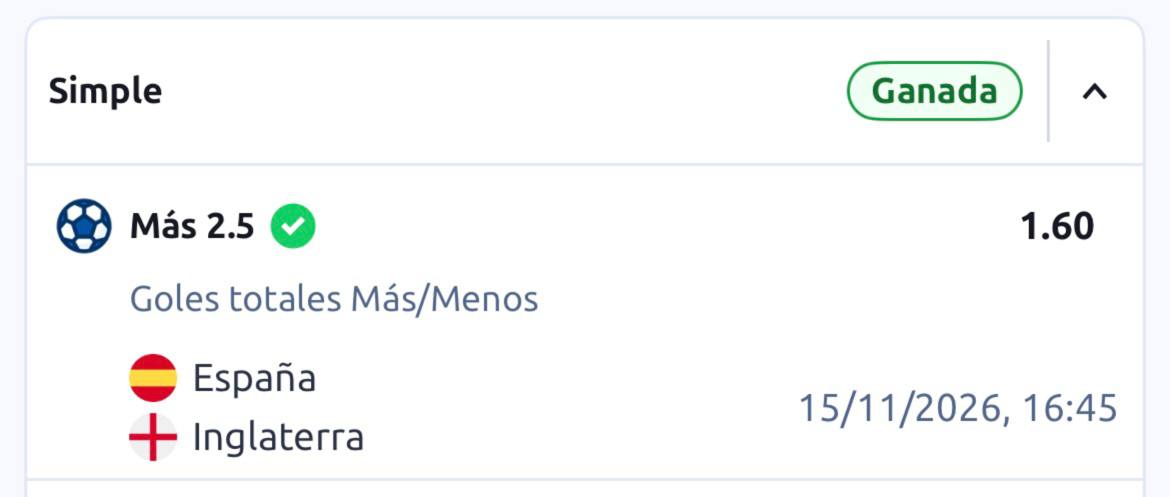 Simple
Ganada
Más 2.5
1.60
Goles totales Más/Menos
España
15/11/2026, 16:45
Inglaterra